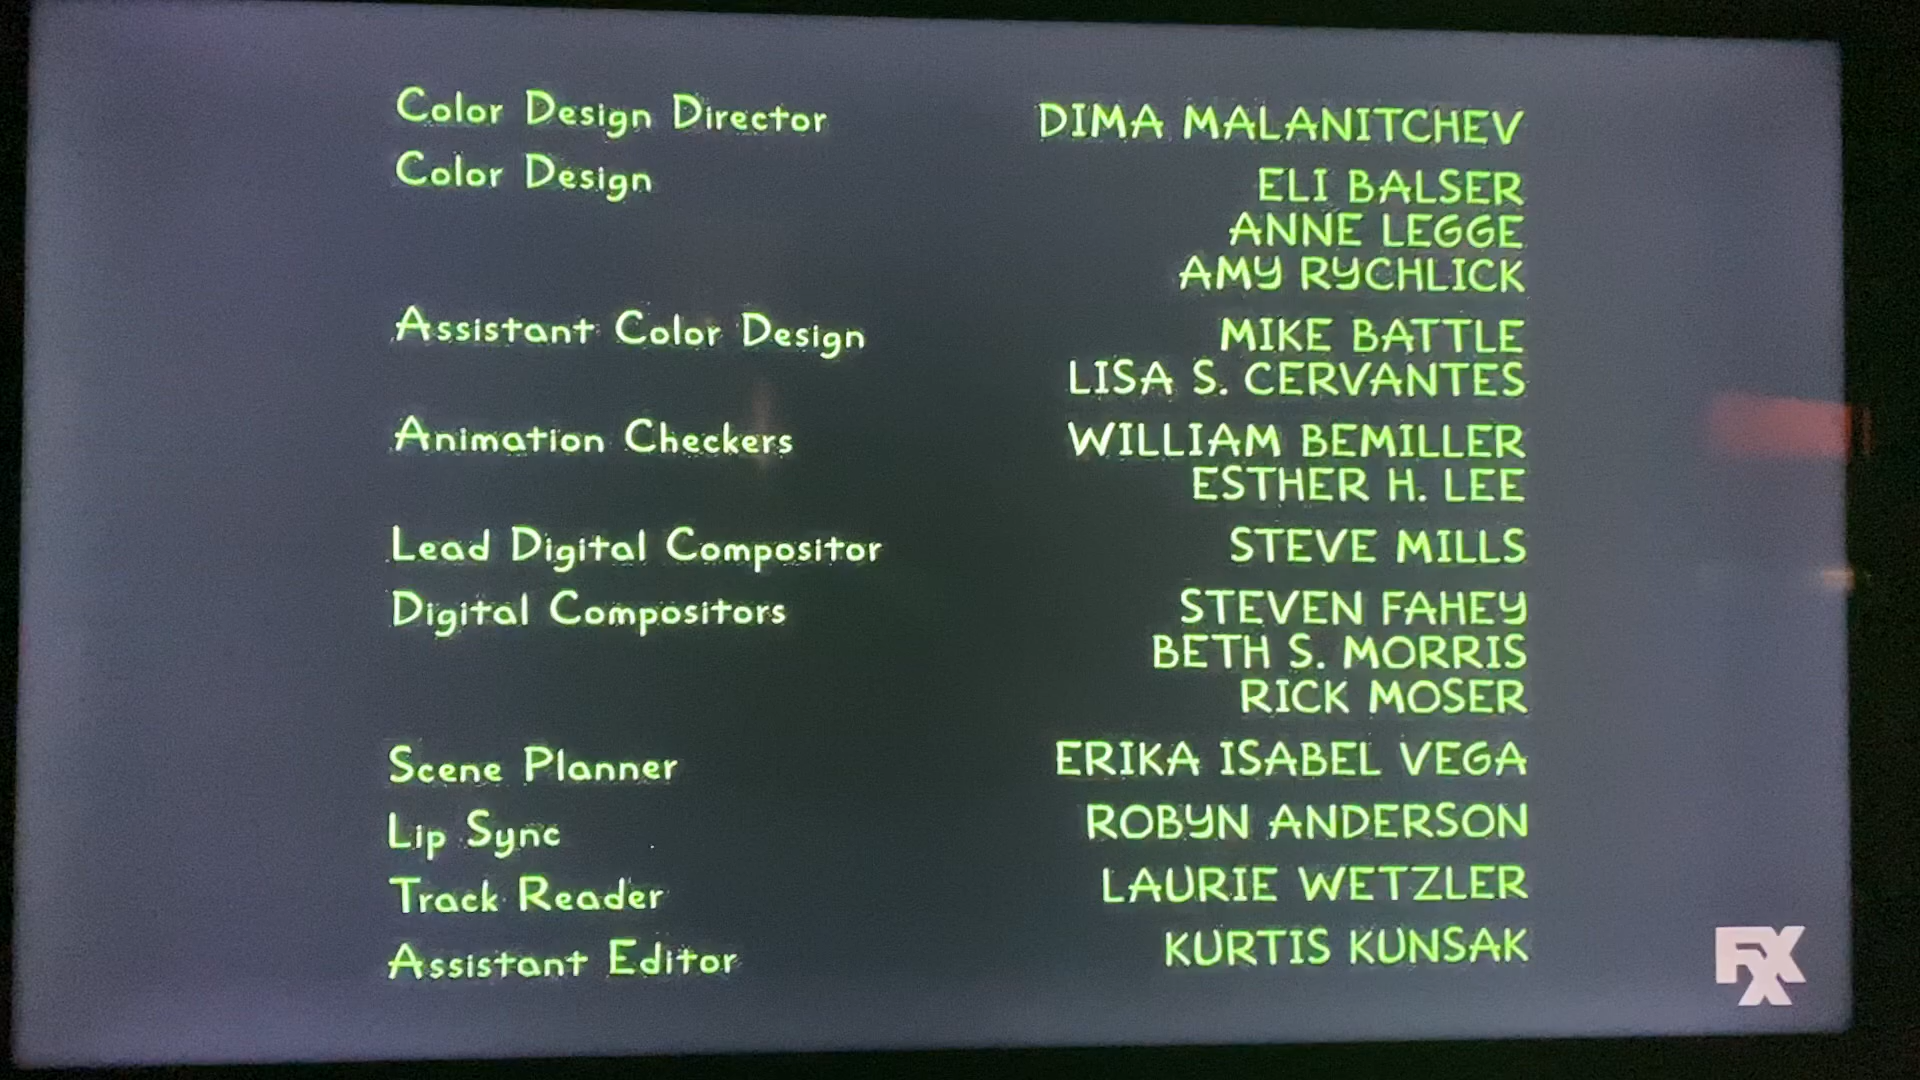 Color Design Director DIMA MALANITCHEV
Color Design ELI BALSER
ANNE LEGGE
AMY RYCHLICK
Assistant Color Design MIKE BATTLE
LISA S. CERVANTES
Animation Checkers WILLIAM BEMILLER
ESTHER H. LEE
Lead Digital Compositor STEVE MILLS
Digital Compositors STEVEN FAHEY
BETH S. MORRIS
RICK MOSER
Scene Planner ERIKA ISABEL VEGA
Lip Sync ROBYN ANDERSON
Track Reader LAURIE WETZLER
Assistant Editor KURTIS KUNSAK
FXX